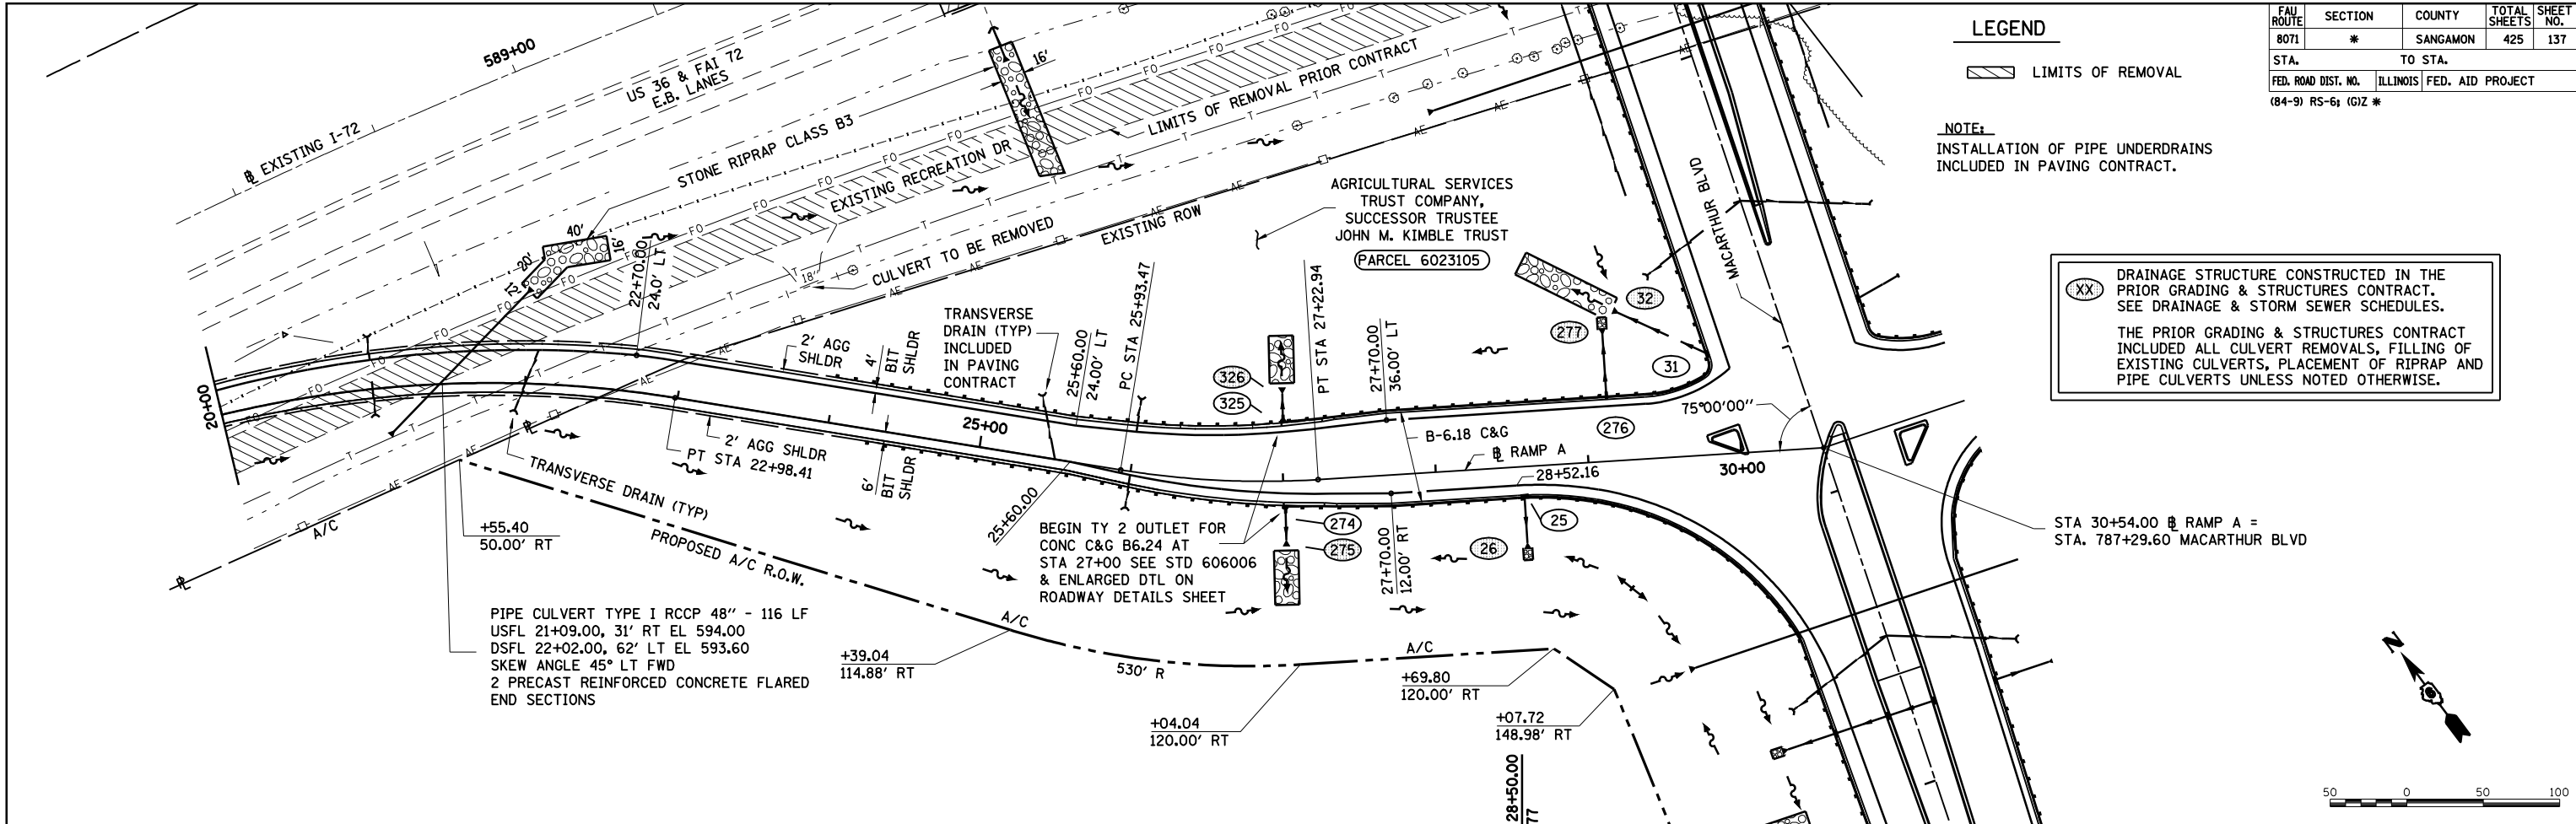 589+00
US 36 & FAI 72
E.B. LANES
℄ EXISTING I-72
STONE RIPRAP CLASS B3
16'
LIMITS OF REMOVAL PRIOR CONTRACT
EXISTING RECREATION DR
CULVERT TO BE REMOVED
EXISTING ROW
18"
40'
20'
16'
12'
22+70.00
24.0' LT
AGRICULTURAL SERVICES
TRUST COMPANY,
SUCCESSOR TRUSTEE
JOHN M. KIMBLE TRUST
PARCEL 6023105
MACARTHUR BLVD
LEGEND
LIMITS OF REMOVAL
NOTE:
INSTALLATION OF PIPE UNDERDRAINS
INCLUDED IN PAVING CONTRACT.
FAU ROUTE SECTION COUNTY TOTAL SHEETS SHEET NO.
8071 * SANGAMON 425 137
STA. TO STA.
FED. ROAD DIST. NO. ILLINOIS FED. AID PROJECT
(84-9) RS-6; (G)Z *
XX
DRAINAGE STRUCTURE CONSTRUCTED IN THE
PRIOR GRADING & STRUCTURES CONTRACT.
SEE DRAINAGE & STORM SEWER SCHEDULES.
THE PRIOR GRADING & STRUCTURES CONTRACT
INCLUDED ALL CULVERT REMOVALS, FILLING OF
EXISTING CULVERTS, PLACEMENT OF RIPRAP AND
PIPE CULVERTS UNLESS NOTED OTHERWISE.
20+00
2' AGG
SHLDR
4'
BIT
SHLDR
TRANSVERSE
DRAIN (TYP)
INCLUDED
IN PAVING
CONTRACT
25+60.00
24.00' LT
PC STA 25+93.47
PT STA 27+22.94
27+70.00
36.00' LT
326
325
277
32
31
276
75°00'00"
25+00
2' AGG SHLDR
PT STA 22+98.41
6'
BIT
SHLDR
B-6.18 C&G
℄ RAMP A
28+52.16
30+00
TRANSVERSE DRAIN (TYP)
25+60.00
+55.40
50.00' RT
PROPOSED A/C R.O.W.
A/C
BEGIN TY 2 OUTLET FOR
CONC C&G B6.24 AT
STA 27+00 SEE STD 606006
& ENLARGED DTL ON
ROADWAY DETAILS SHEET
274
275
27+70.00
12.00' RT
25
26
STA 30+54.00 ℄ RAMP A =
STA. 787+29.60 MACARTHUR BLVD
PIPE CULVERT TYPE I RCCP 48" - 116 LF
USFL 21+09.00, 31' RT EL 594.00
DSFL 22+02.00, 62' LT EL 593.60
SKEW ANGLE 45° LT FWD
2 PRECAST REINFORCED CONCRETE FLARED
END SECTIONS
A/C
+39.04
114.88' RT
530' R
A/C
+04.04
120.00' RT
+69.80
120.00' RT
+07.72
148.98' RT
28+50.00
N
50 0 50 100